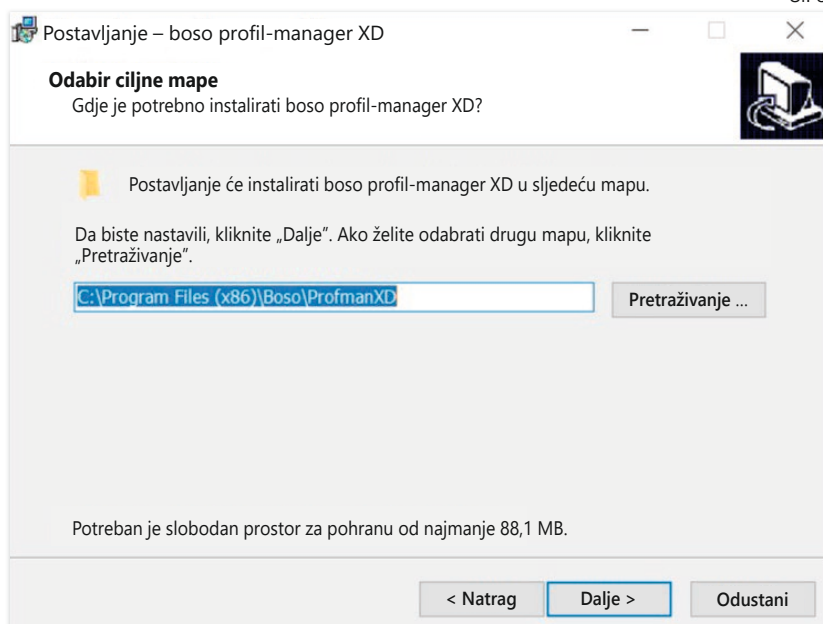 Postavljanje – boso profil-manager XD
Odabir ciljne mape
Gdje je potrebno instalirati boso profil-manager XD?
Postavljanje će instalirati boso profil-manager XD u sljedeću mapu.
Da biste nastavili, kliknite „Dalje”. Ako želite odabrati drugu mapu, kliknite
„Pretraživanje”.
C:\Program Files (x86)\Boso\ProfmanXD
Pretraživanje ...
Potreban je slobodan prostor za pohranu od najmanje 88,1 MB.
< Natrag
Dalje >
Odustani